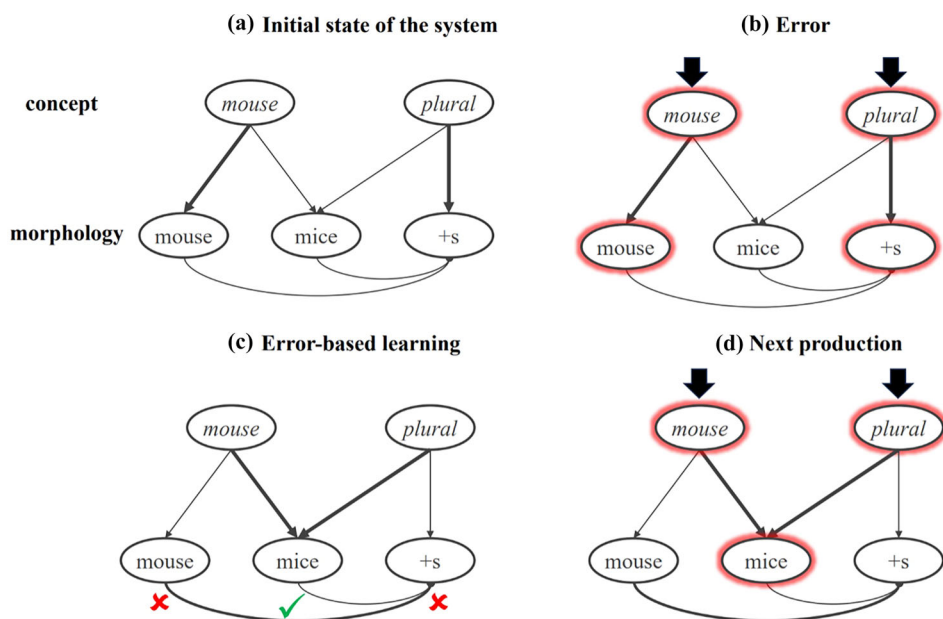 (a) Initial state of the system
concept
mouse
plural
morphology
mouse
mice
+s
(b) Error
mouse
plural
mouse
mice
+s
(c) Error-based learning
mouse
plural
mouse
mice
+s
(d) Next production
mouse
plural
mouse
mice
+s